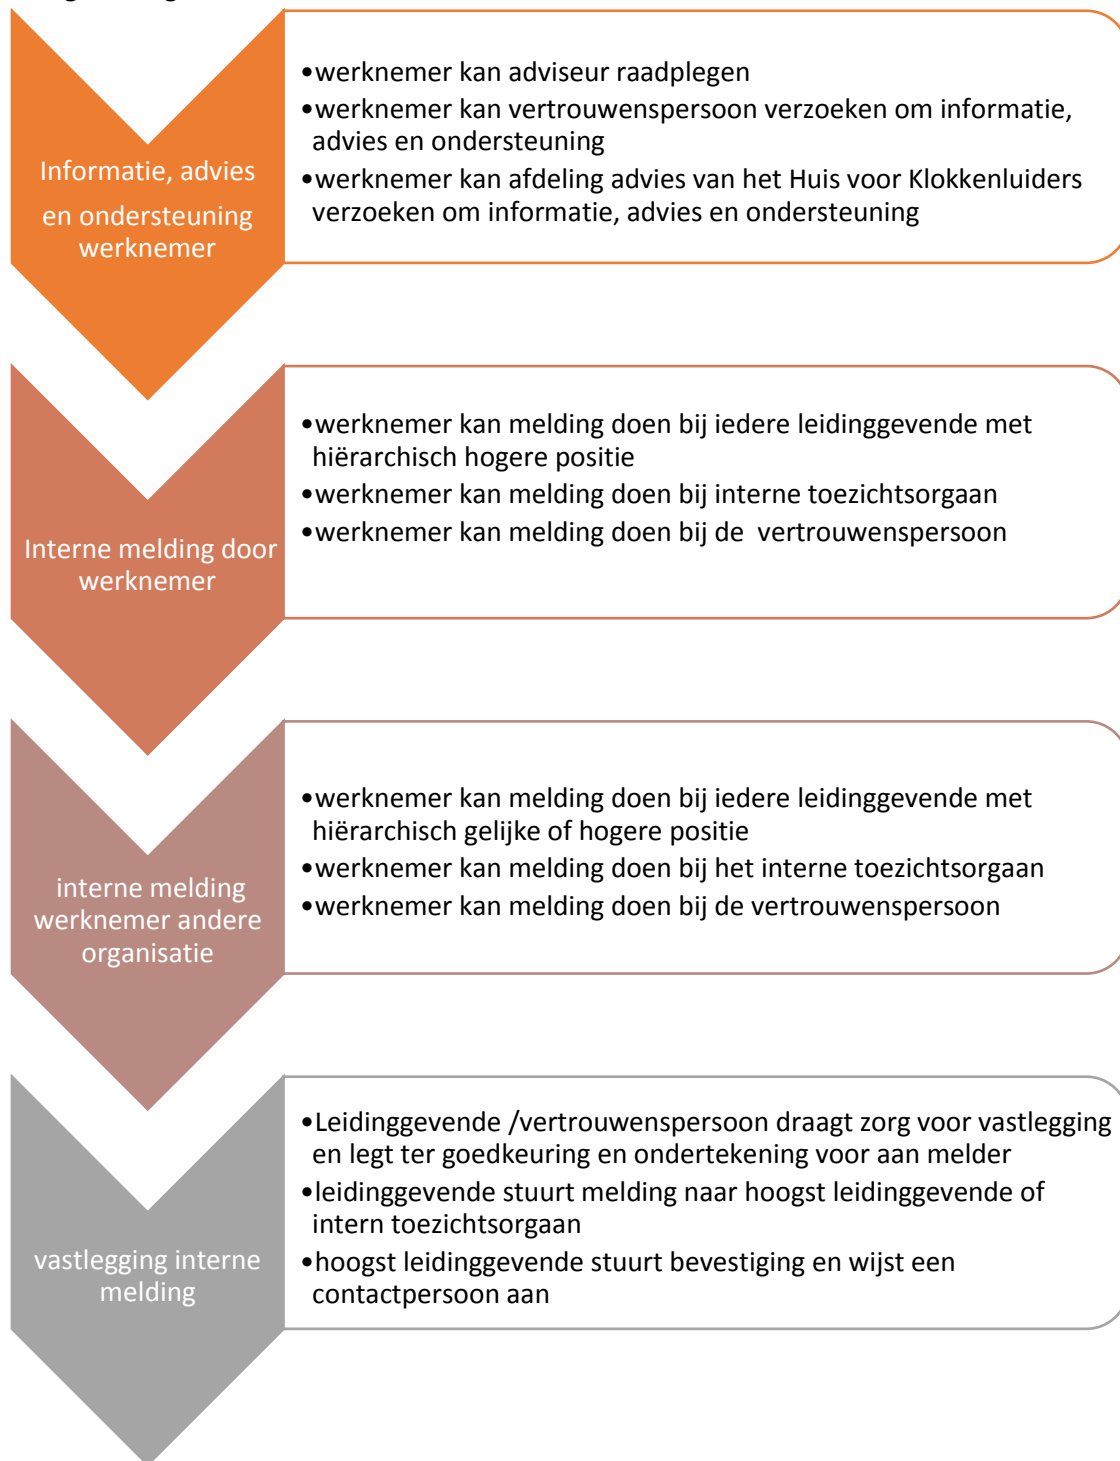 Informatie, advies
en ondersteuning
werknemer
•werknemer kan adviseur raadplegen
•werknemer kan vertrouwenspersoon verzoeken om informatie,
advies en ondersteuning
•werknemer kan afdeling advies van het Huis voor Klokkenluiders
verzoeken om informatie, advies en ondersteuning
Interne melding door
werknemer
•werknemer kan melding doen bij iedere leidinggevende met
hiërarchisch hogere positie
•werknemer kan melding doen bij interne toezichtsorgaan
•werknemer kan melding doen bij de vertrouwenspersoon
interne melding
werknemer andere
organisatie
•werknemer kan melding doen bij iedere leidinggevende met
hiërarchisch gelijke of hogere positie
•werknemer kan melding doen bij het interne toezichtsorgaan
•werknemer kan melding doen bij de vertrouwenspersoon
vastlegging interne
melding
•Leidinggevende /vertrouwenspersoon draagt zorg voor vastlegging
en legt ter goedkeuring en ondertekening voor aan melder
•leidinggevende stuurt melding naar hoogst leidinggevende of
intern toezichtsorgaan
•hoogst leidinggevende stuurt bevestiging en wijst een
contactpersoon aan